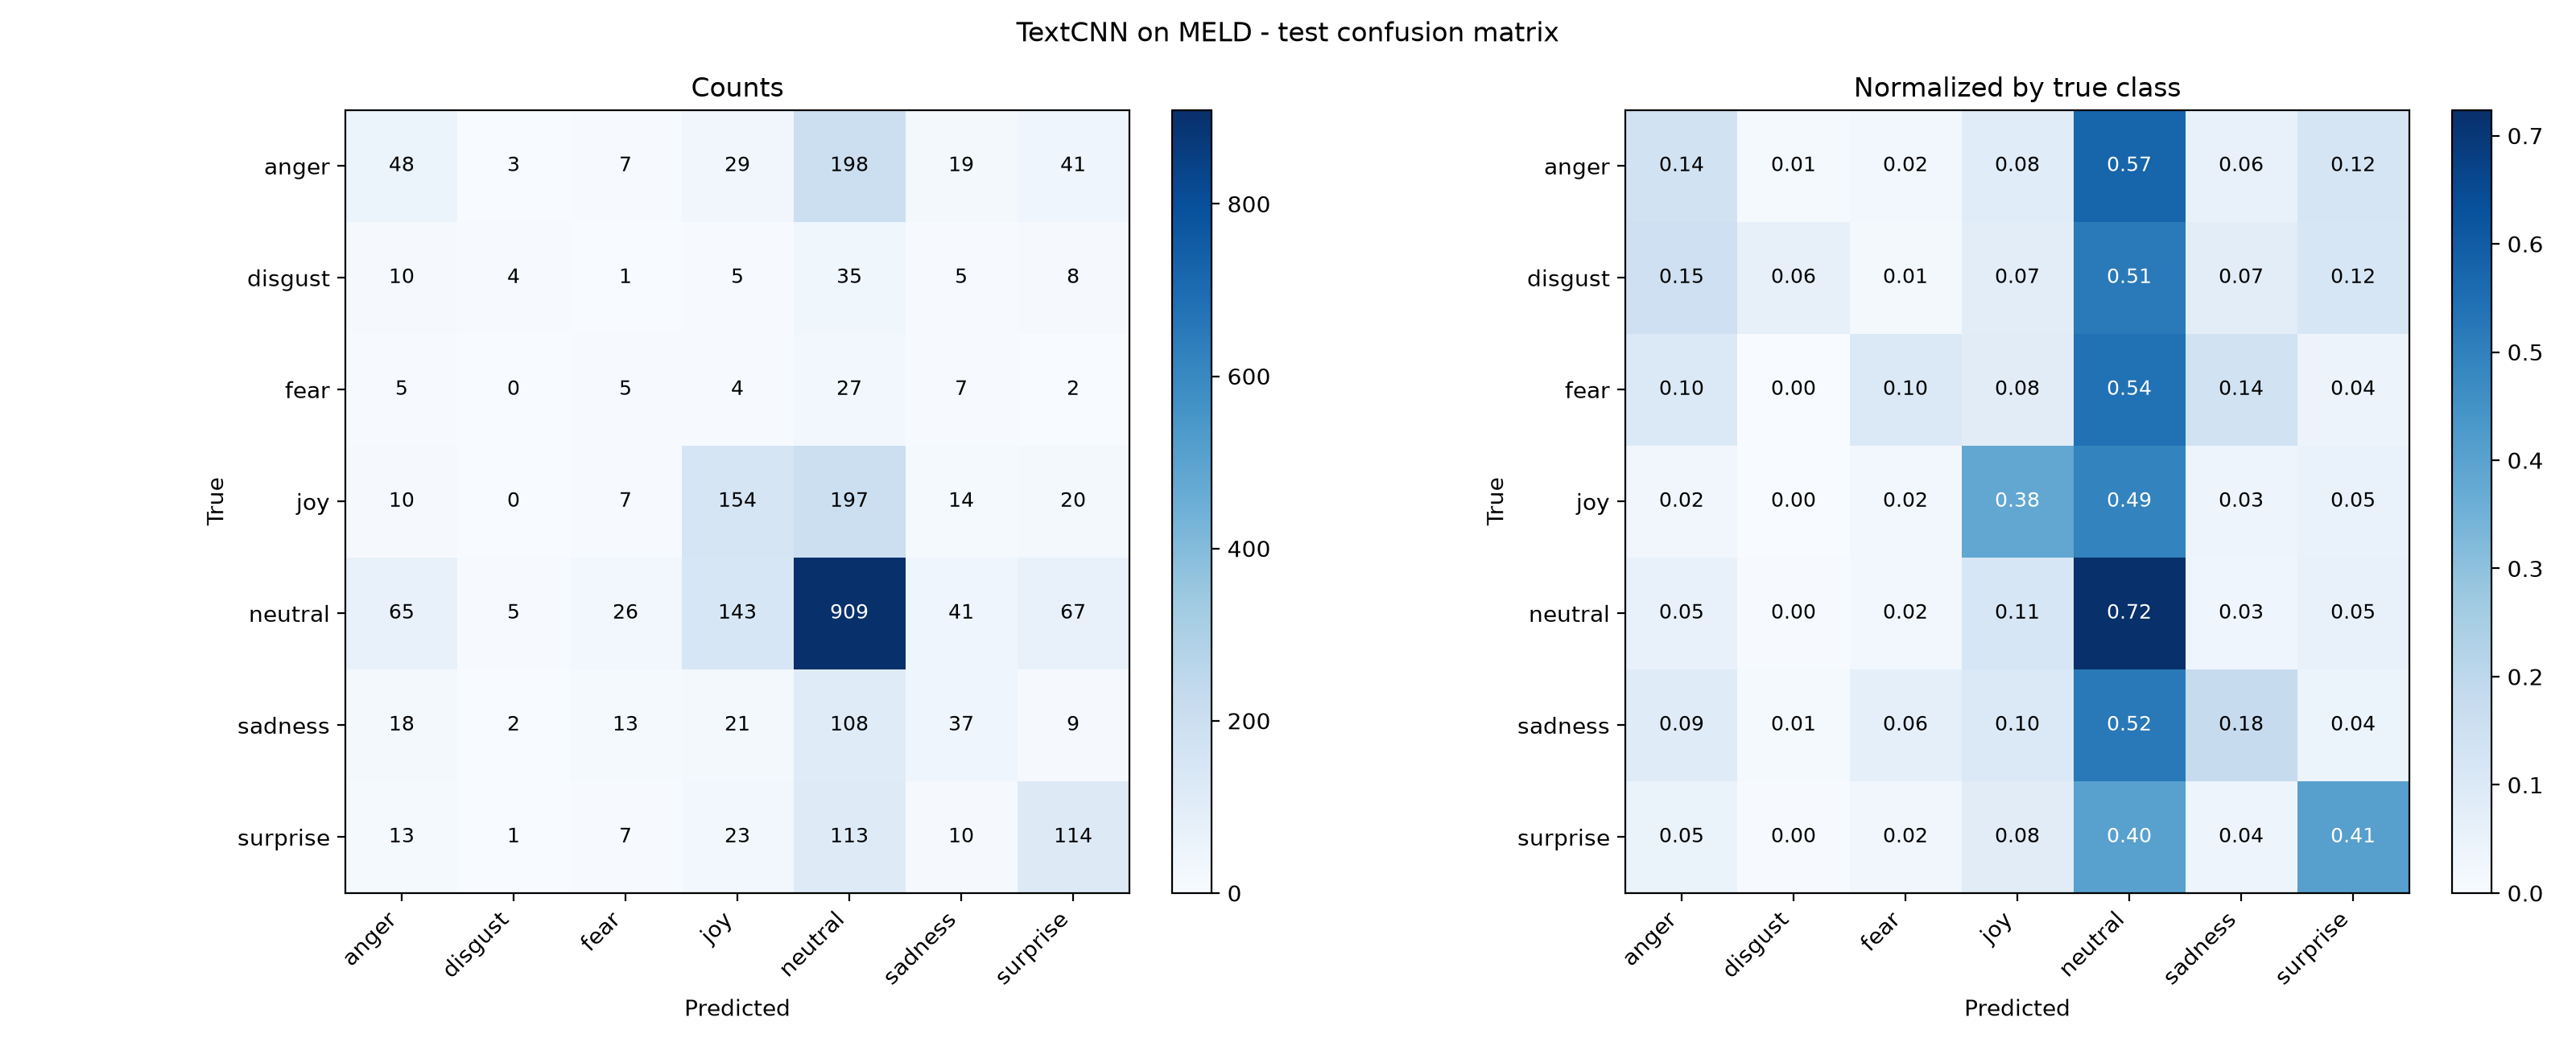 TextCNN on MELD - test confusion matrix
Counts
anger 48 3 7 29 198 19 41
disgust 10 4 1 5 35 5 8
fear 5 0 5 4 27 7 2
joy 10 0 7 154 197 14 20
neutral 65 5 26 143 909 41 67
sadness 18 2 13 21 108 37 9
surprise 13 1 7 23 113 10 114
True
anger disgust fear joy neutral sadness surprise
Predicted
800
600
400
200
0
Normalized by true class
anger 0.14 0.01 0.02 0.08 0.57 0.06 0.12
disgust 0.15 0.06 0.01 0.07 0.51 0.07 0.12
fear 0.10 0.00 0.10 0.08 0.54 0.14 0.04
joy 0.02 0.00 0.02 0.38 0.49 0.03 0.05
neutral 0.05 0.00 0.02 0.11 0.72 0.03 0.05
sadness 0.09 0.01 0.06 0.10 0.52 0.18 0.04
surprise 0.05 0.00 0.02 0.08 0.40 0.04 0.41
True
anger disgust fear joy neutral sadness surprise
Predicted
0.7
0.6
0.5
0.4
0.3
0.2
0.1
0.0